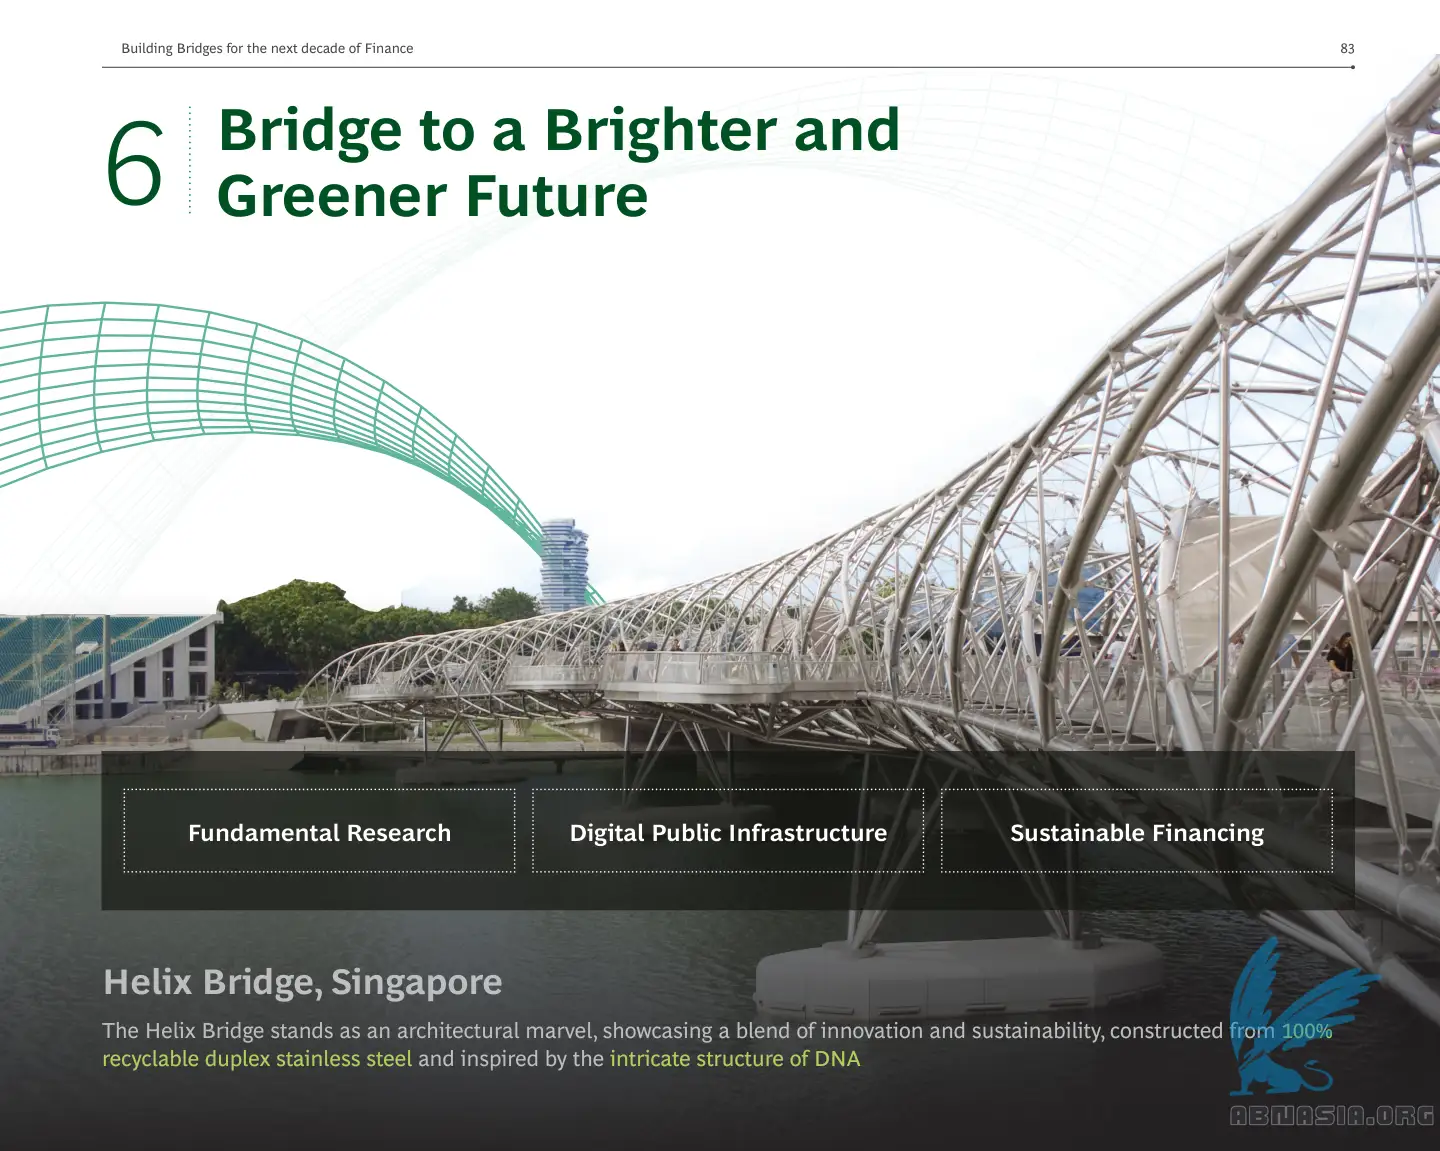 Building Bridges for the next decade of Finance
83
6
Bridge to a Brighter and
Greener Future
Fundamental Research
Digital Public Infrastructure
Sustainable Financing
Helix Bridge, Singapore
The Helix Bridge stands as an architectural marvel, showcasing a blend of innovation and sustainability, constructed from 100%
recyclable duplex stainless steel and inspired by the intricate structure of DNA
ABNASIA.ORG